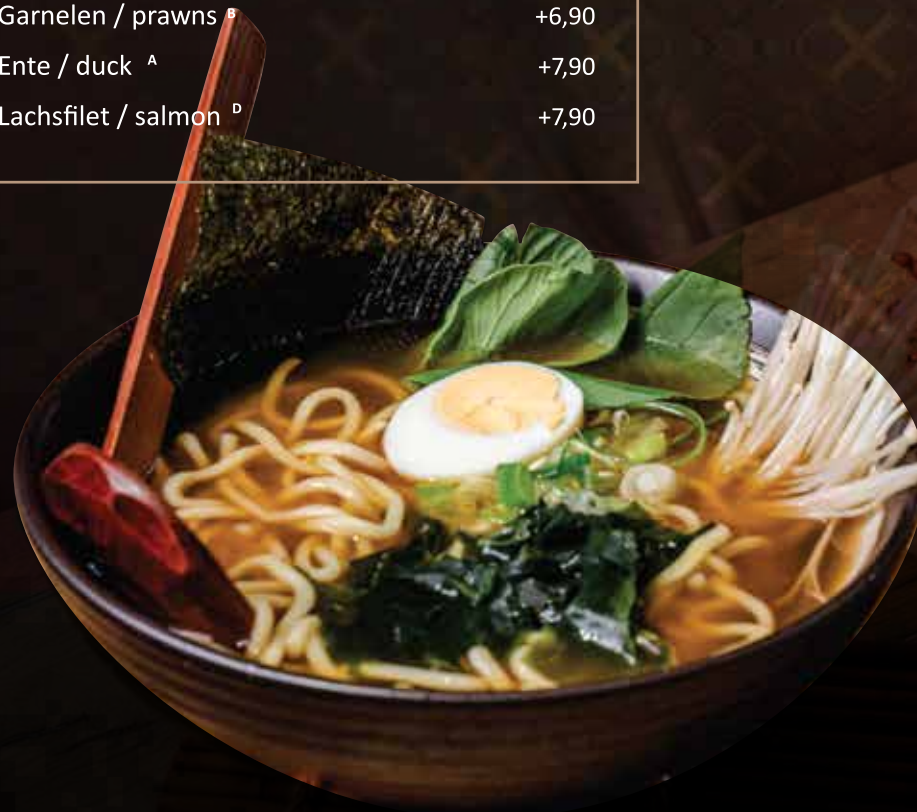 Garnelen / prawns ᴮ +6,90
Ente / duck ᴬ +7,90
Lachsfilet / salmon ᴰ +7,90